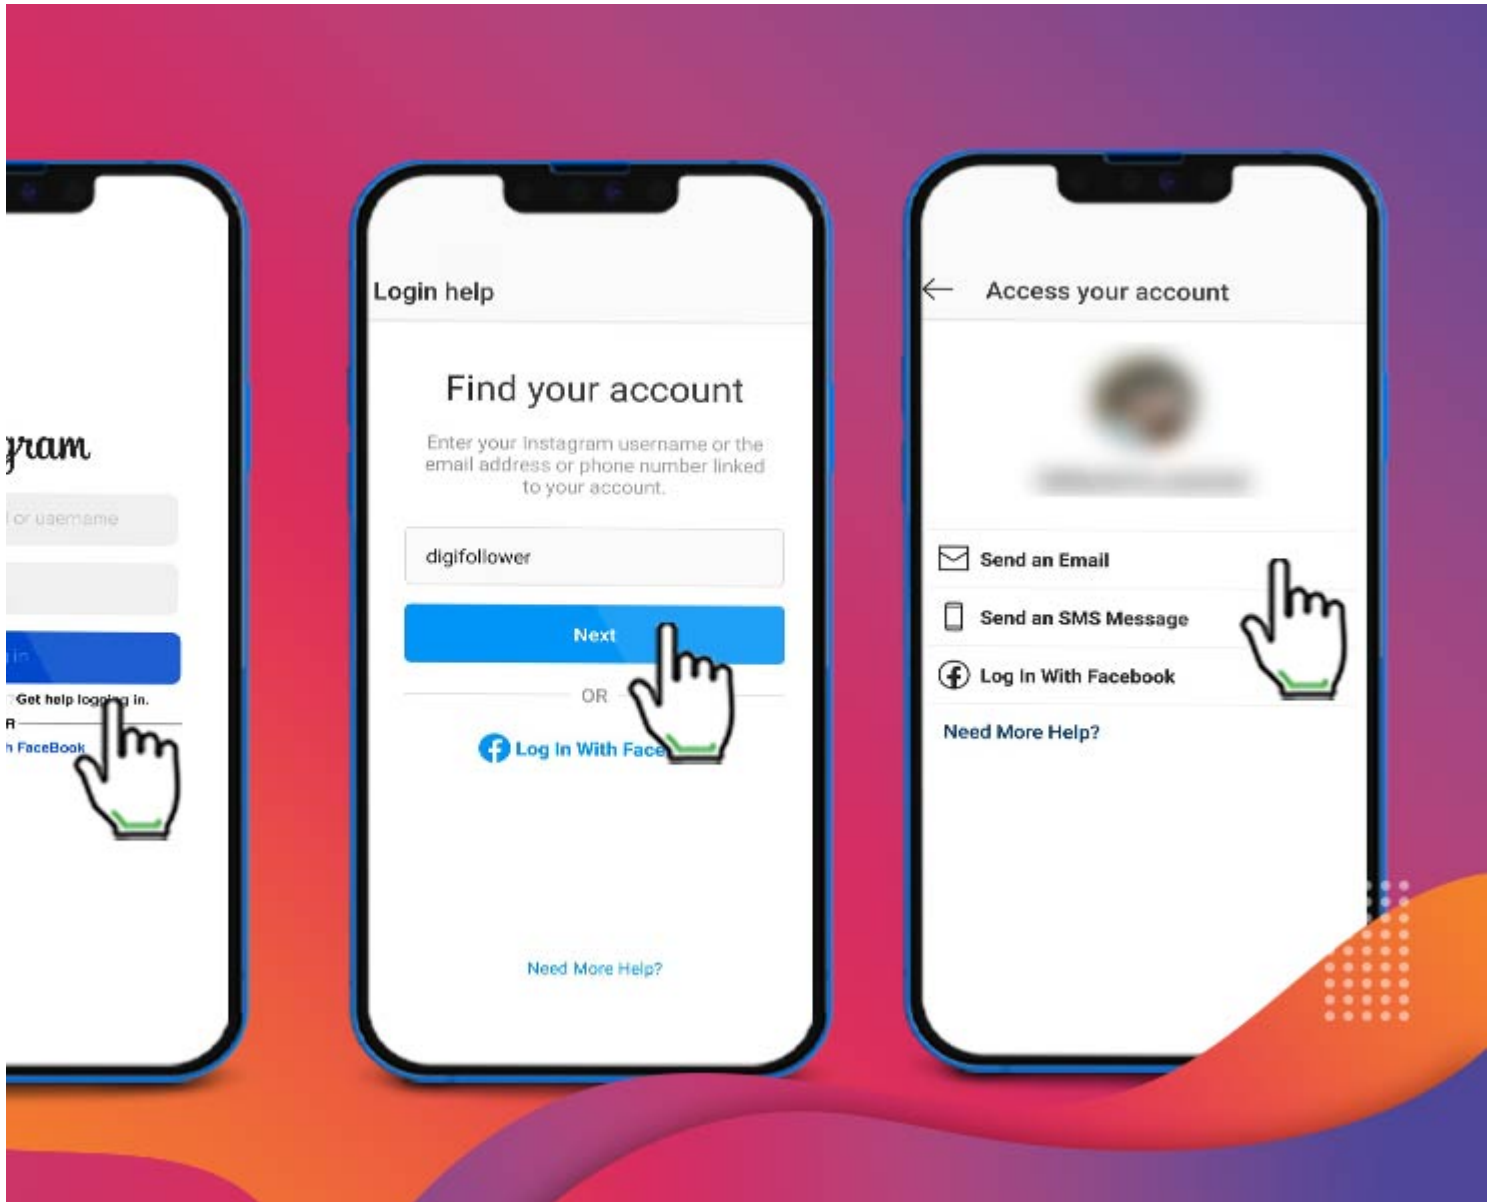 gram
or username
g in
Get help logging in.
R
h FaceBook
Login help
Find your account
Enter your Instagram username or the
email address or phone number linked
to your account.
digifollower
Next
OR
Log In With Face
Need More Help?
Access your account
Send an Email
Send an SMS Message
Log In With Facebook
Need More Help?